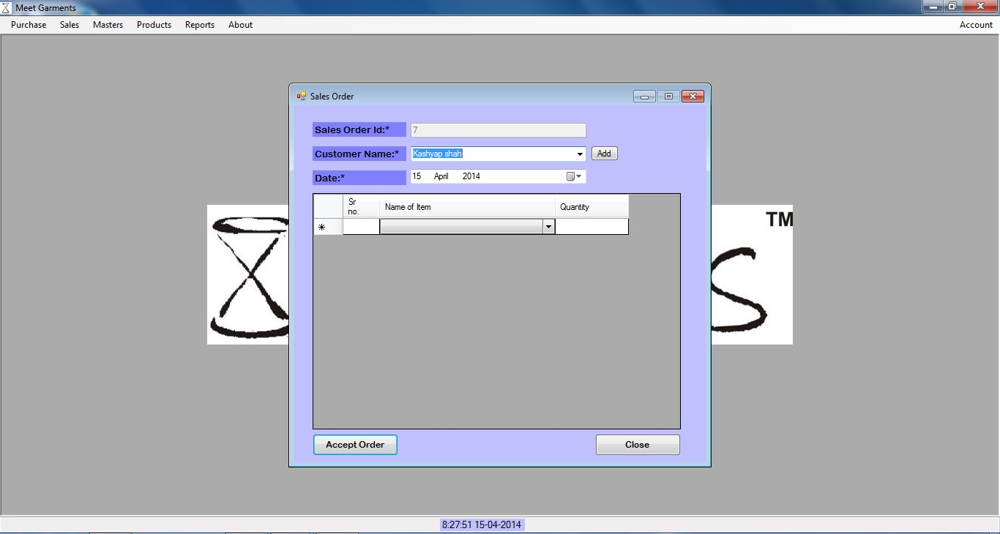 Meet Garments
Purchase Sales Masters Products Reports About Account
Sales Order
Sales Order Id:* 7
Customer Name:* Kashyap shah Add
Date:* 15 April 2014
Sr no. Name of Item Quantity
Accept Order Close
TM
S
8:27:51 15-04-2014